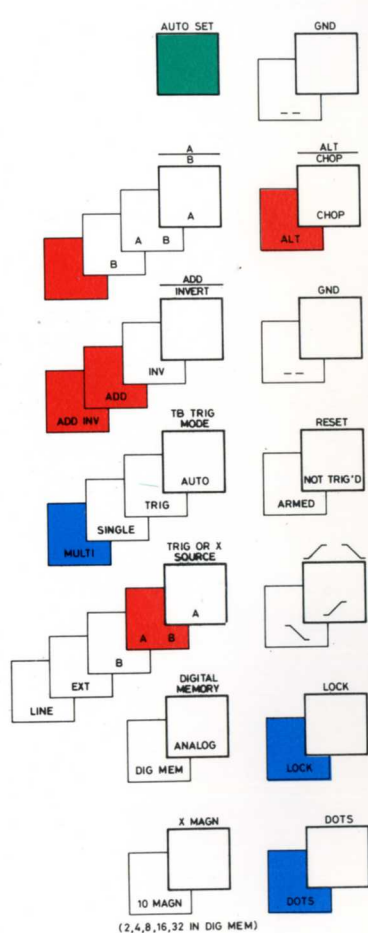 AUTO SET
GND
– –
A
B
A
A B
B
ALT
CHOP
CHOP
ALT
ADD
INVERT
INV
ADD
ADD INV
GND
– –
TB TRIG
MODE
AUTO
TRIG
SINGLE
MULTI
RESET
NOT TRIG'D
ARMED
TRIG OR X
SOURCE
A
A B
B
EXT
LINE
DIGITAL
MEMORY
ANALOG
DIG MEM
LOCK
LOCK
X MAGN
10 MAGN
(2,4,8,16,32 IN DIG MEM)
DOTS
DOTS